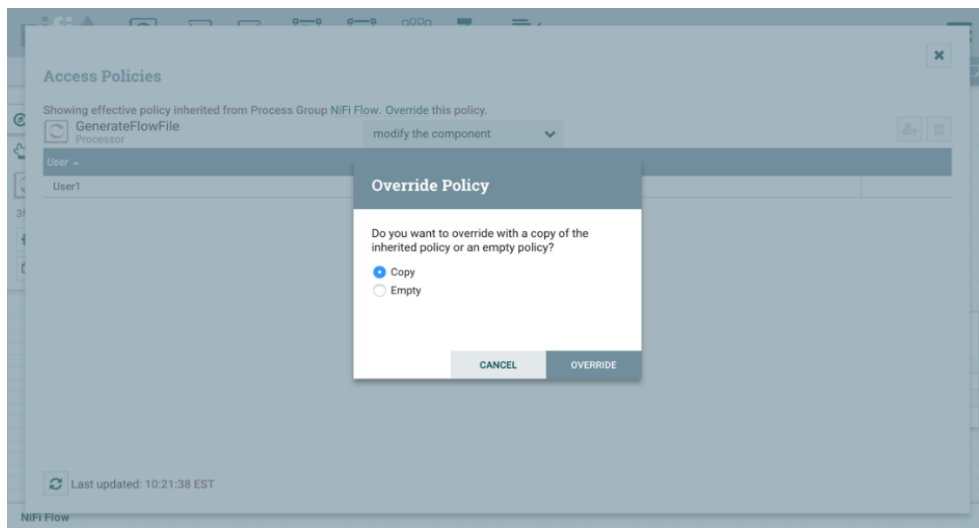 Access Policies
Showing effective policy inherited from Process Group NiFi Flow. Override this policy.
GenerateFlowFile
Processor
modify the component
User
User1
Override Policy
Do you want to override with a copy of the
inherited policy or an empty policy?
Copy
Empty
CANCEL
OVERRIDE
Last updated: 10:21:38 EST
NiFi Flow